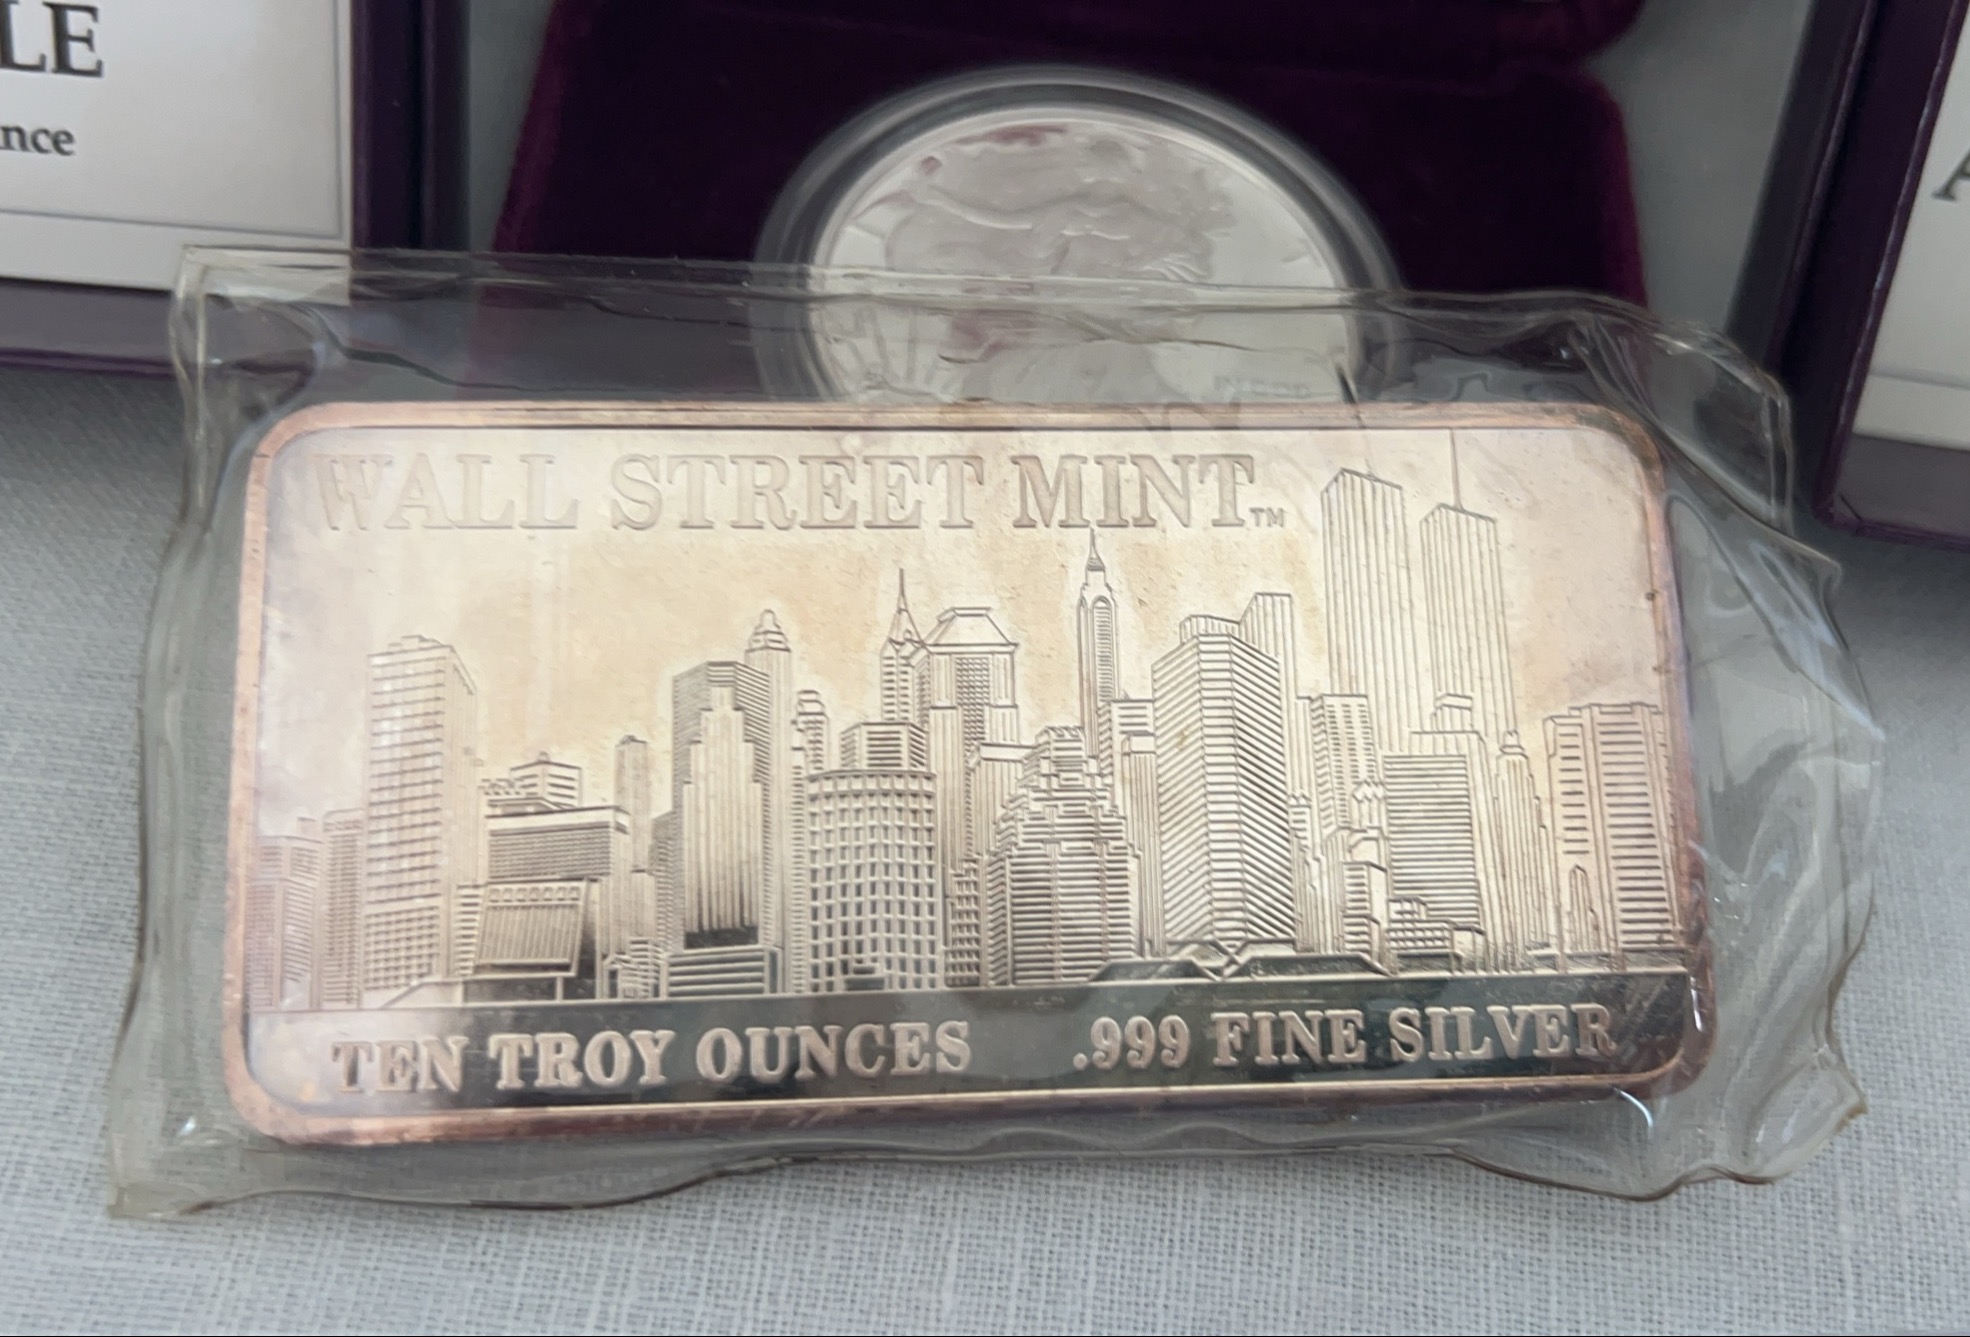 LE
nce
WALL STREET MINT™
TEN TROY OUNCES .999 FINE SILVER